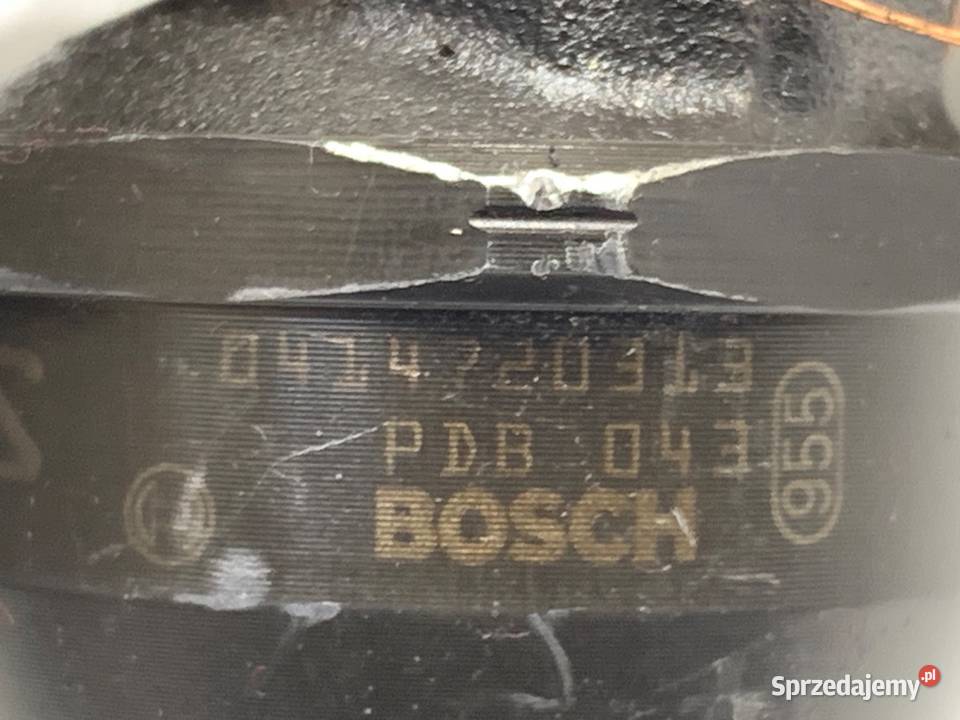 0414720313
PDB 043
955
BOSCH
Sprzedajemy.pl